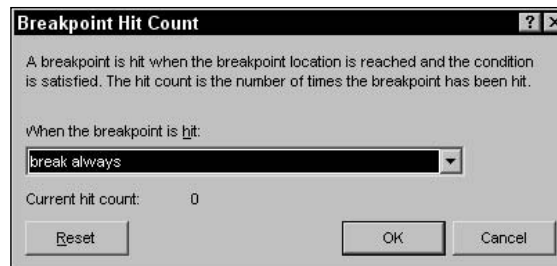 Breakpoint Hit Count
A breakpoint is hit when the breakpoint location is reached and the condition
is satisfied. The hit count is the number of times the breakpoint has been hit.
When the breakpoint is hit:
break always
Current hit count: 0
Reset OK Cancel